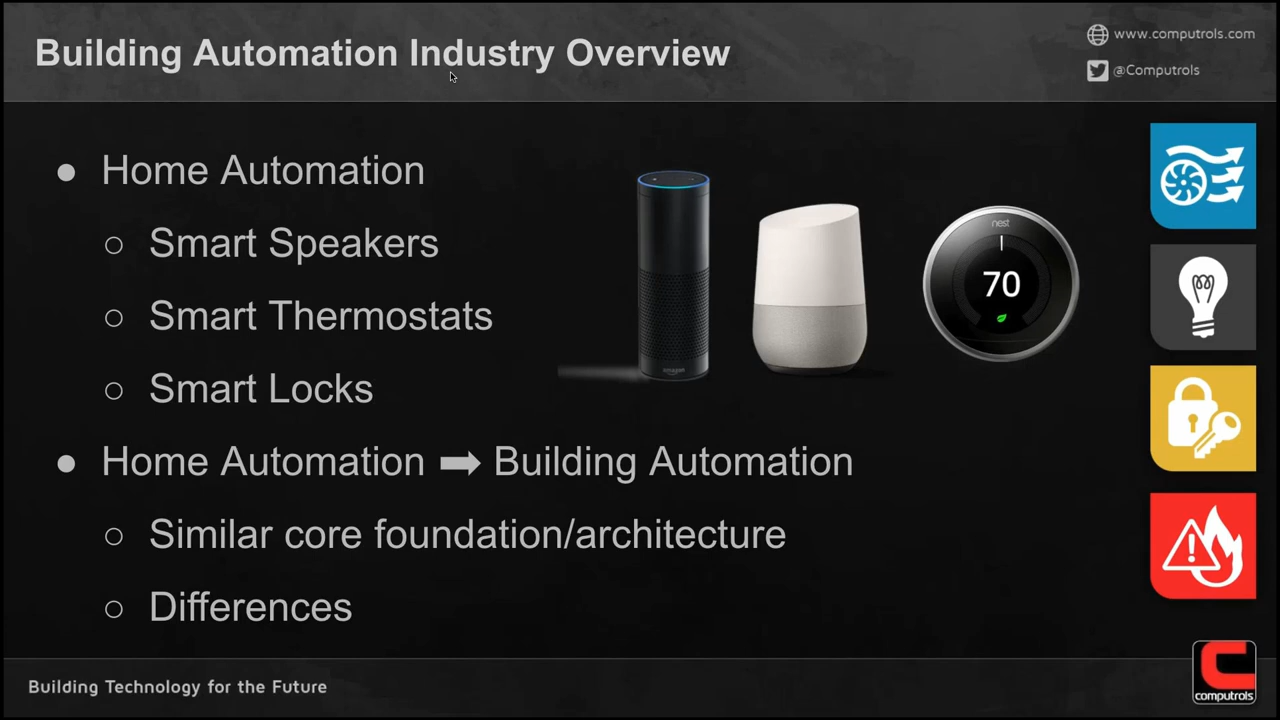 Building Automation Industry Overview
www.computrols.com
@Computrols
Home Automation
Smart Speakers
Smart Thermostats
Smart Locks
Home Automation ➡ Building Automation
Similar core foundation/architecture
Differences
amazon
nest
70
Building Technology for the Future
computrols